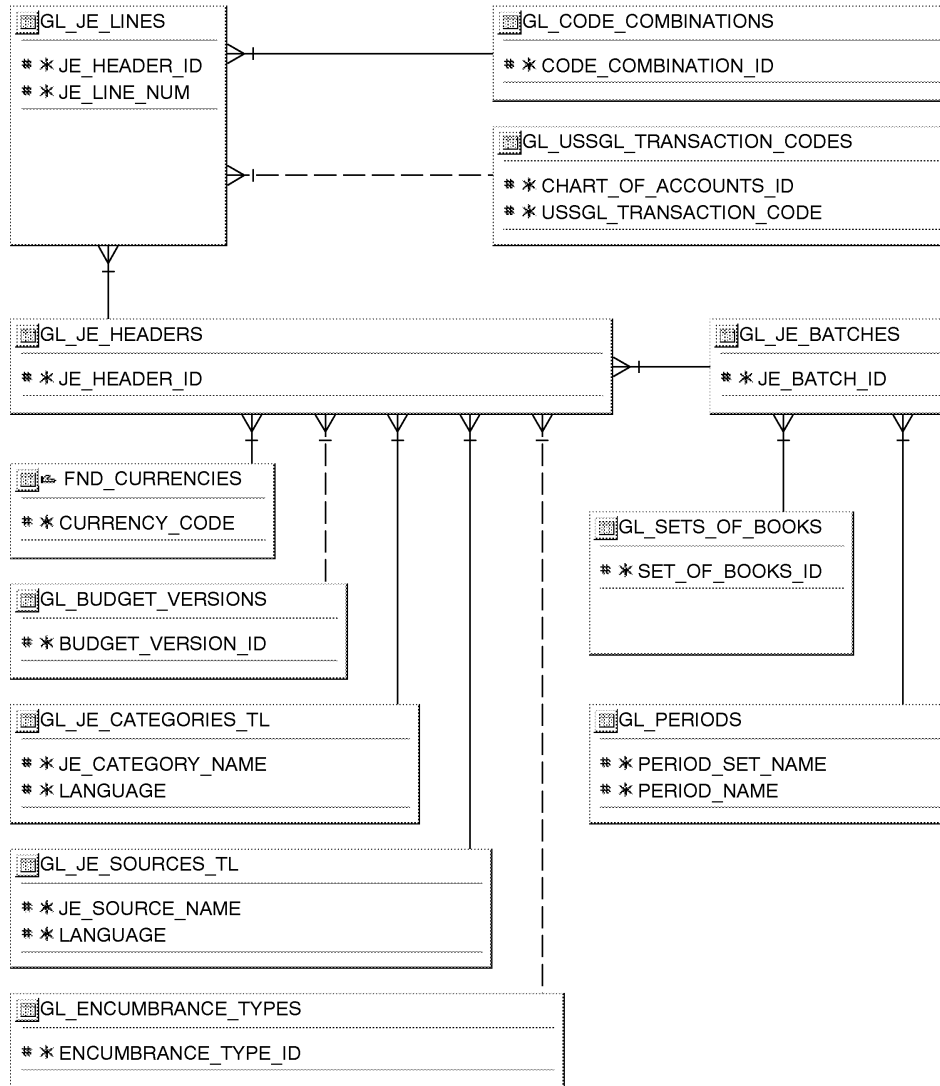 GL_JE_LINES
# * JE_HEADER_ID
# * JE_LINE_NUM
GL_CODE_COMBINATIONS
# * CODE_COMBINATION_ID
GL_USSGL_TRANSACTION_CODES
# * CHART_OF_ACCOUNTS_ID
# * USSGL_TRANSACTION_CODE
GL_JE_HEADERS
# * JE_HEADER_ID
GL_JE_BATCHES
# * JE_BATCH_ID
FND_CURRENCIES
# * CURRENCY_CODE
GL_SETS_OF_BOOKS
# * SET_OF_BOOKS_ID
GL_BUDGET_VERSIONS
# * BUDGET_VERSION_ID
GL_JE_CATEGORIES_TL
# * JE_CATEGORY_NAME
# * LANGUAGE
GL_PERIODS
# * PERIOD_SET_NAME
# * PERIOD_NAME
GL_JE_SOURCES_TL
# * JE_SOURCE_NAME
# * LANGUAGE
GL_ENCUMBRANCE_TYPES
# * ENCUMBRANCE_TYPE_ID